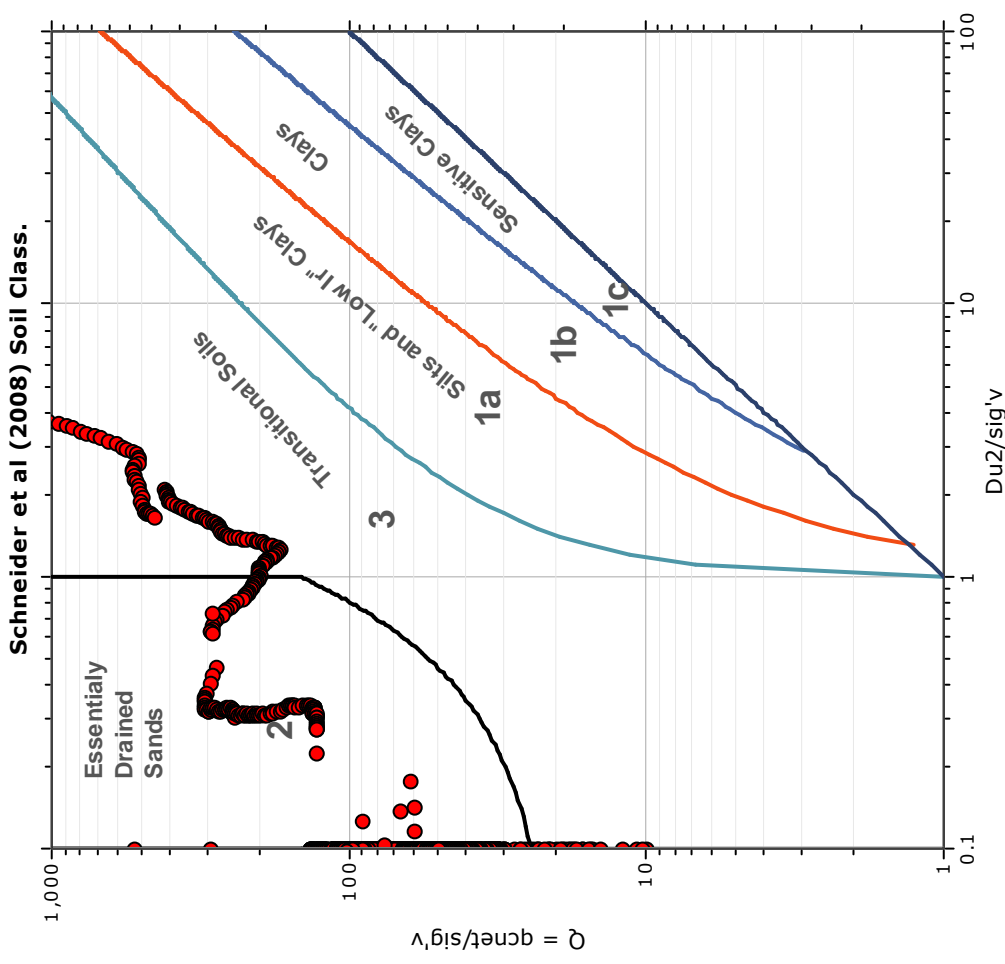 Schneider et al (2008) Soil Class.
Essentialy
Drained
Sands
2
Transitional Soils
3
Silts and "Low Ir" Clays
1a
Clays
1b
Sensitive Clays
1c
Q = qcnet/sig'v
1,000
100
10
1
0.1
1
10
100
Du2/sig'v